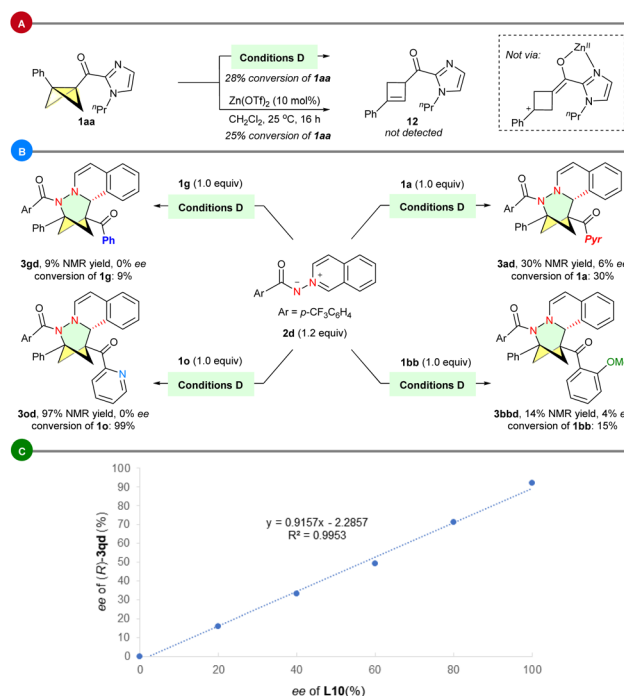 A
Ph
O
N
N
nPr
1aa
Conditions D
28% conversion of 1aa
Zn(OTf)2 (10 mol%)
CH2Cl2, 25 oC, 16 h
25% conversion of 1aa
O
N
N
nPr
Ph
12
not detected
Not via:
ZnII
O
N
N
nPr
Ph
+
B
O
Ar
N
N
Ph
O
Ph
3gd, 9% NMR yield, 0% ee
conversion of 1g: 9%
1g (1.0 equiv)
Conditions D
1a (1.0 equiv)
Conditions D
O
Ar
N
N
Ph
O
Pyr
3ad, 30% NMR yield, 6% ee
conversion of 1a: 30%
O
Ar
N
−
N
+
Ar = p-CF3C6H4
2d (1.2 equiv)
O
Ar
N
N
Ph
O
N
3od, 97% NMR yield, 0% ee
conversion of 1o: 99%
1o (1.0 equiv)
Conditions D
1bb (1.0 equiv)
Conditions D
O
Ar
N
N
Ph
O
OM
3bbd, 14% NMR yield, 4% ee
conversion of 1bb: 15%
C
ee of (R)-3qd (%)
100
90
80
70
60
50
40
30
20
10
0
y = 0.9157x - 2.2857
R² = 0.9953
0 20 40 60 80 100
ee of L10(%)